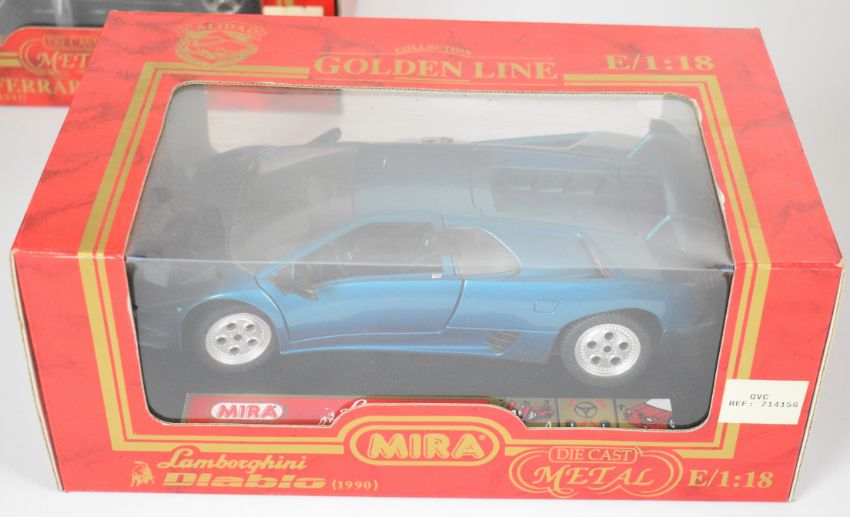 DIE CAST
METAL
CALIDAD
COLLECTION
GOLDEN LINE
E/1:18
MIRA
QVC
REF: 714156
Lamborghini
Diablo (1990)
MIRA®
DIE CAST
METAL
E/1:18